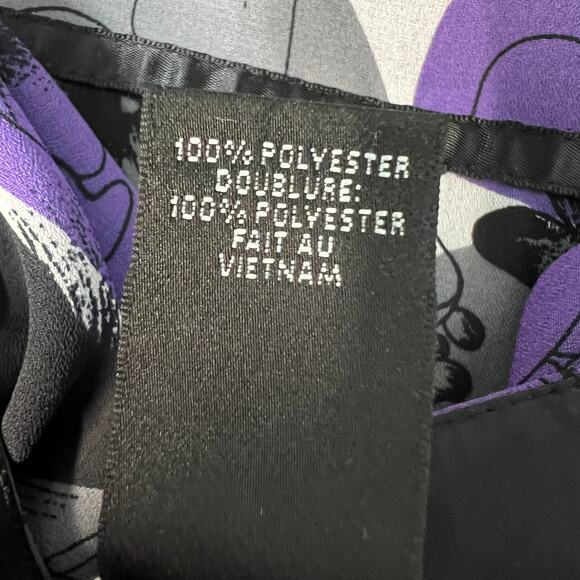 100% POLYESTER
DOUBLURE:
100% POLYESTER
FAIT AU
VIETNAM